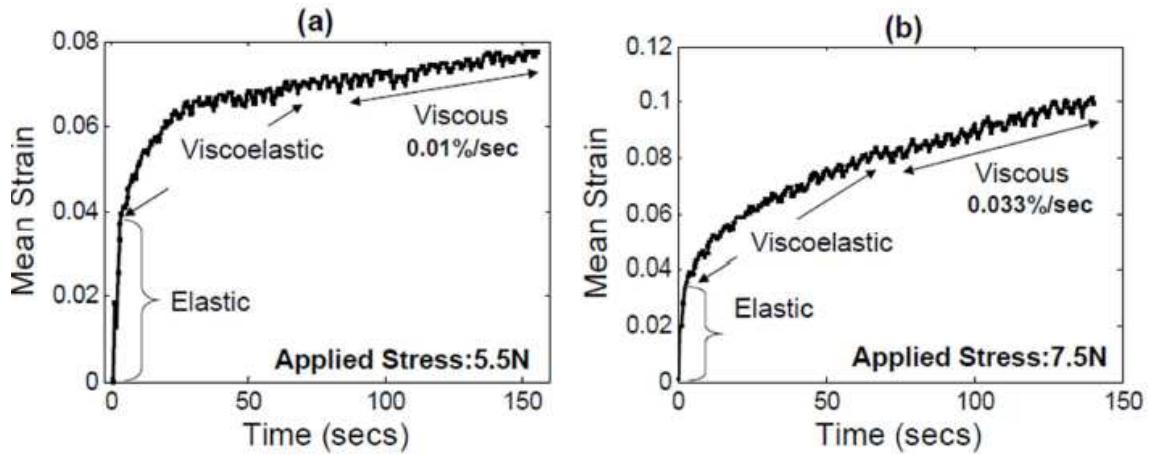 (a)
0.08
0.06
0.04
0.02
0
Mean Strain
Viscoelastic
Viscous
0.01%/sec
Elastic
Applied Stress:5.5N
0 50 100 150
Time (secs)
(b)
0.12
0.1
0.08
0.06
0.04
0.02
0
Mean Strain
Viscous
0.033%/sec
Viscoelastic
Elastic
Applied Stress:7.5N
0 50 100 150
Time (secs)